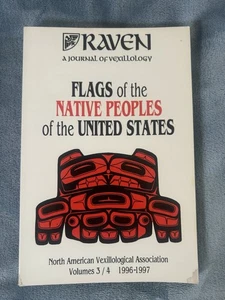 RAVEN
A JOURNAL OF VEXILLOLOGY
FLAGS of the
NATIVE PEOPLES
of the UNITED STATES
North American Vexillological Association
Volumes 3/4 1996-1997